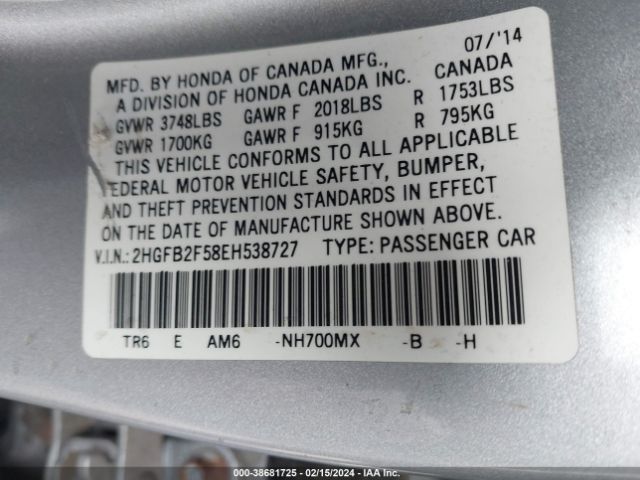 07/'14
MFD. BY HONDA OF CANADA MFG.,
A DIVISION OF HONDA CANADA INC. CANADA
GVWR 3748LBS GAWR F 2018LBS R 1753LBS
GVWR 1700KG GAWR F 915KG R 795KG
THIS VEHICLE CONFORMS TO ALL APPLICABLE
FEDERAL MOTOR VEHICLE SAFETY, BUMPER,
AND THEFT PREVENTION STANDARDS IN EFFECT
ON THE DATE OF MANUFACTURE SHOWN ABOVE.
V.I.N.: 2HGFB2F58EH538727 TYPE: PASSENGER CAR
TR6 E AM6 -NH700MX -B -H
000-38681725 - 02/15/2024 - IAA Inc.